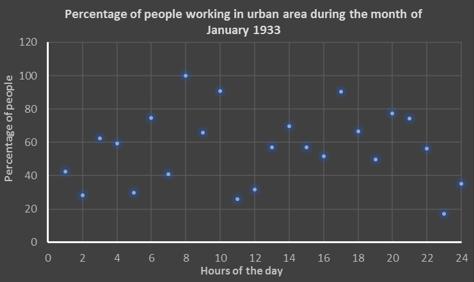 Percentage of people working in urban area during the month of
January 1933
Percentage of people
120
100
80
60
40
20
0
0 2 4 6 8 10 12 14 16 18 20 22 24
Hours of the day